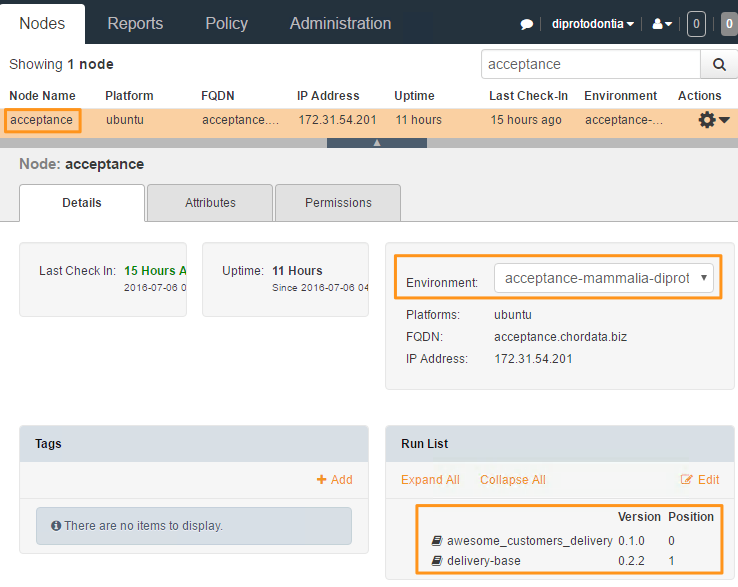 Nodes Reports Policy Administration diprotodontia 0 0
Showing 1 node acceptance
Node Name Platform FQDN IP Address Uptime Last Check-In Environment Actions
acceptance ubuntu acceptance.... 172.31.54.201 11 hours 15 hours ago acceptance-...
Node: acceptance
Details Attributes Permissions
Last Check In: 15 Hours A
2016-07-06 0
Uptime: 11 Hours
Since 2016-07-06 04
Environment: acceptance-mammalia-diprot
Platforms: ubuntu
FQDN: acceptance.chordata.biz
IP Address: 172.31.54.201
Tags
+ Add
There are no items to display.
Run List
Expand All Collapse All Edit
Version Position
awesome_customers_delivery 0.1.0 0
delivery-base 0.2.2 1